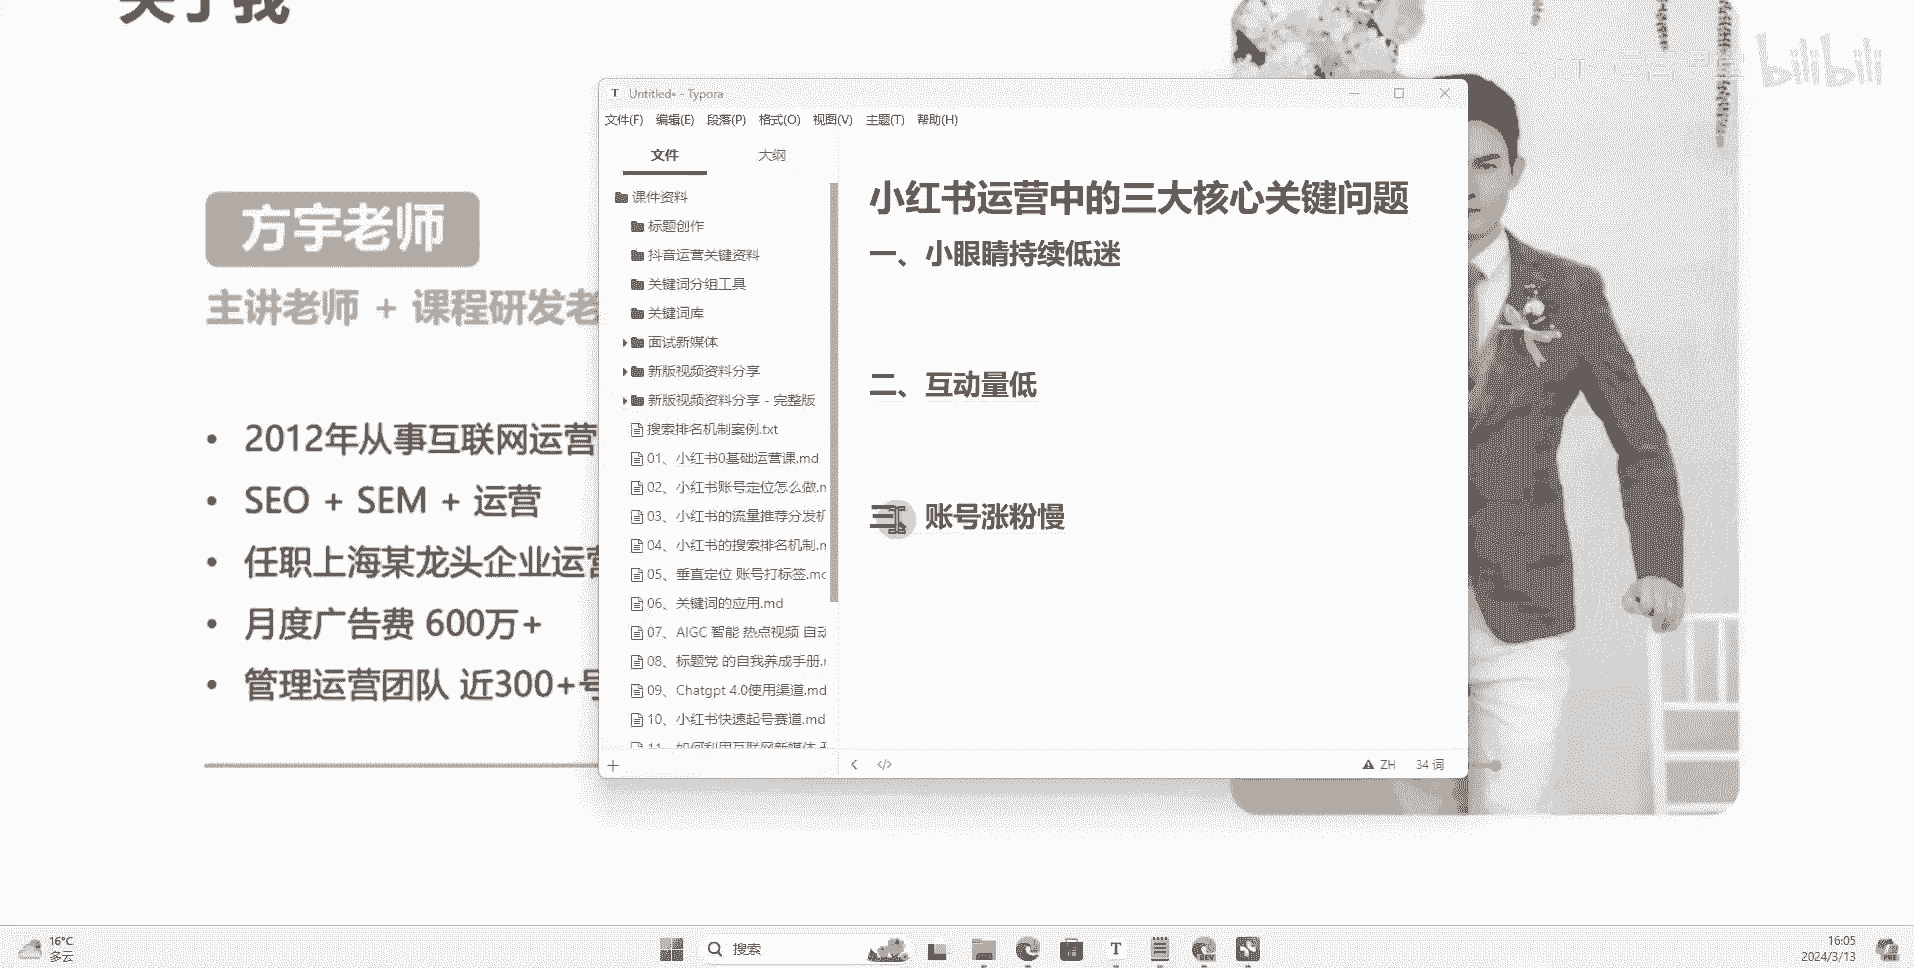 关于我
bilibili
方宇老师
主讲老师 + 课程研发老
2012年从事互联网运营
SEO + SEM + 运营
任职上海某龙头企业运营
月度广告费 600万+
管理运营团队 近300+号
Untitled• - Typora
文件(F) 编辑(E) 段落(P) 格式(O) 视图(V) 主题(T) 帮助(H)
文件 大纲
课件资料
标题创作
抖音运营关键资料
关键词分组工具
关键词库
面试新媒体
新版视频资料分享
新版视频资料分享 - 完整版
搜索排名机制案例.txt
01、小红书0基础运营课.md
02、小红书账号定位怎么做.m
03、小红书的流量推荐分发机
04、小红书的搜索排名机制.m
05、垂直定位 账号打标签.mc
06、关键词的应用.md
07、AIGC 智能 热点视频 自动
08、标题党 的自我养成手册.
09、Chatgpt 4.0使用渠道.md
10、小红书快速起号赛道.md
11、如何利用互联网新媒体
小红书运营中的三大核心关键问题
一、小眼睛持续低迷
二、互动量低
三、账号涨粉慢
ZH 34 词
16°C
多云
搜索
16:05
2024/3/13